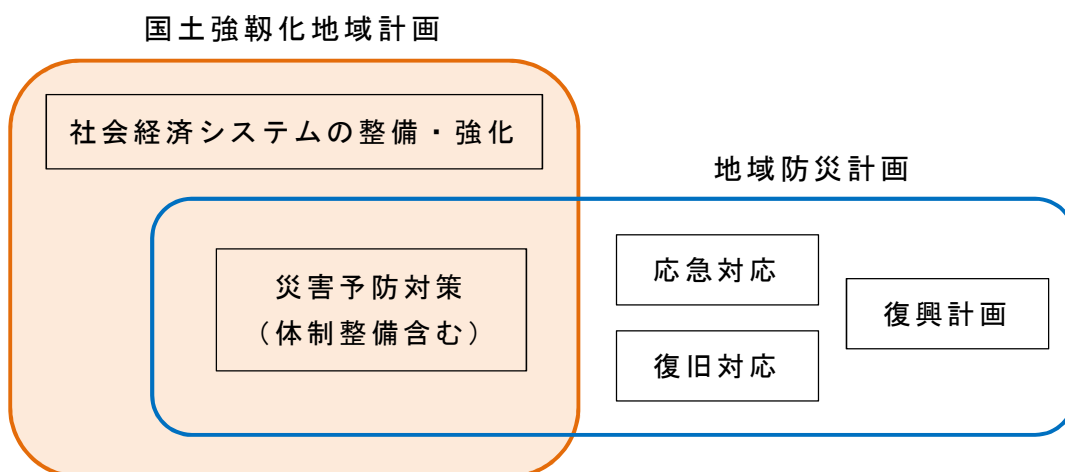 国土強靱化地域計画
社会経済システムの整備・強化
地域防災計画
災害予防対策
（体制整備含む）
応急対応
復旧対応
復興計画